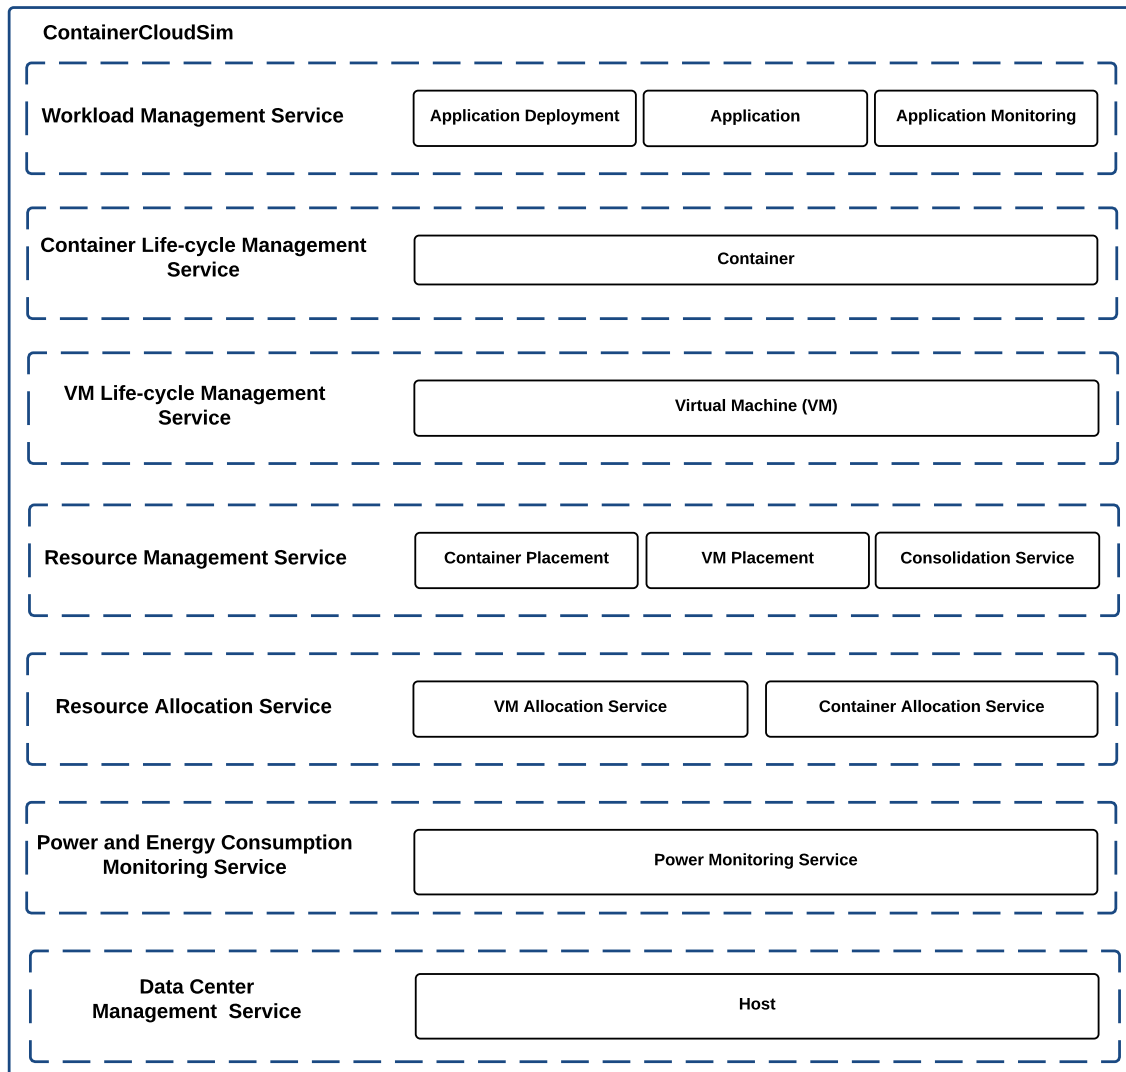 ContainerCloudSim
Workload Management Service
Application Deployment
Application
Application Monitoring
Container Life-cycle Management
Service
Container
VM Life-cycle Management
Service
Virtual Machine (VM)
Resource Management Service
Container Placement
VM Placement
Consolidation Service
Resource Allocation Service
VM Allocation Service
Container Allocation Service
Power and Energy Consumption
Monitoring Service
Power Monitoring Service
Data Center
Management  Service
Host